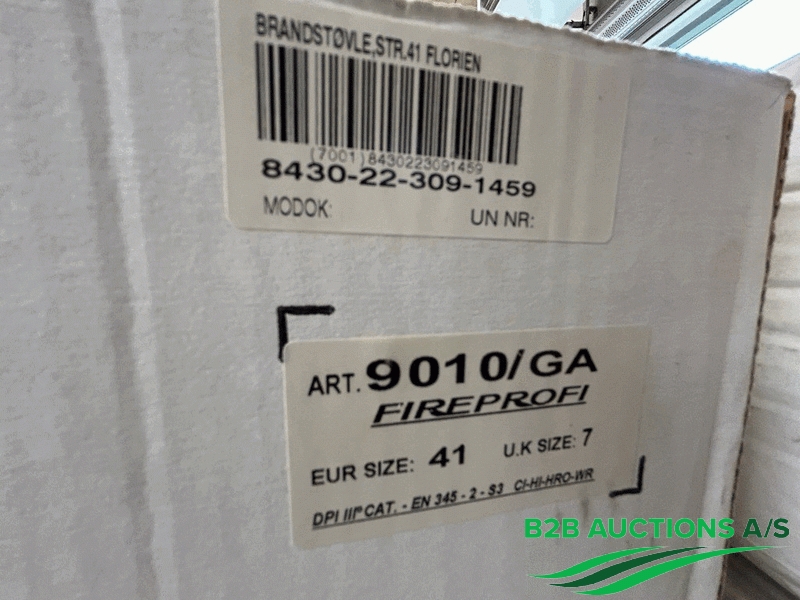 BRANDSTØVLE,STR.41 FLORIEN
(7001)8430223091459
8430-22-309-1459
MODOK: UN NR:
ART. 9010/GA
FIREPROFI
EUR SIZE: 41 U.K SIZE: 7
DPI IIIª CAT. - EN 345 - 2 - S3 CI-HI-HRO-WR
B2B AUCTIONS A/S